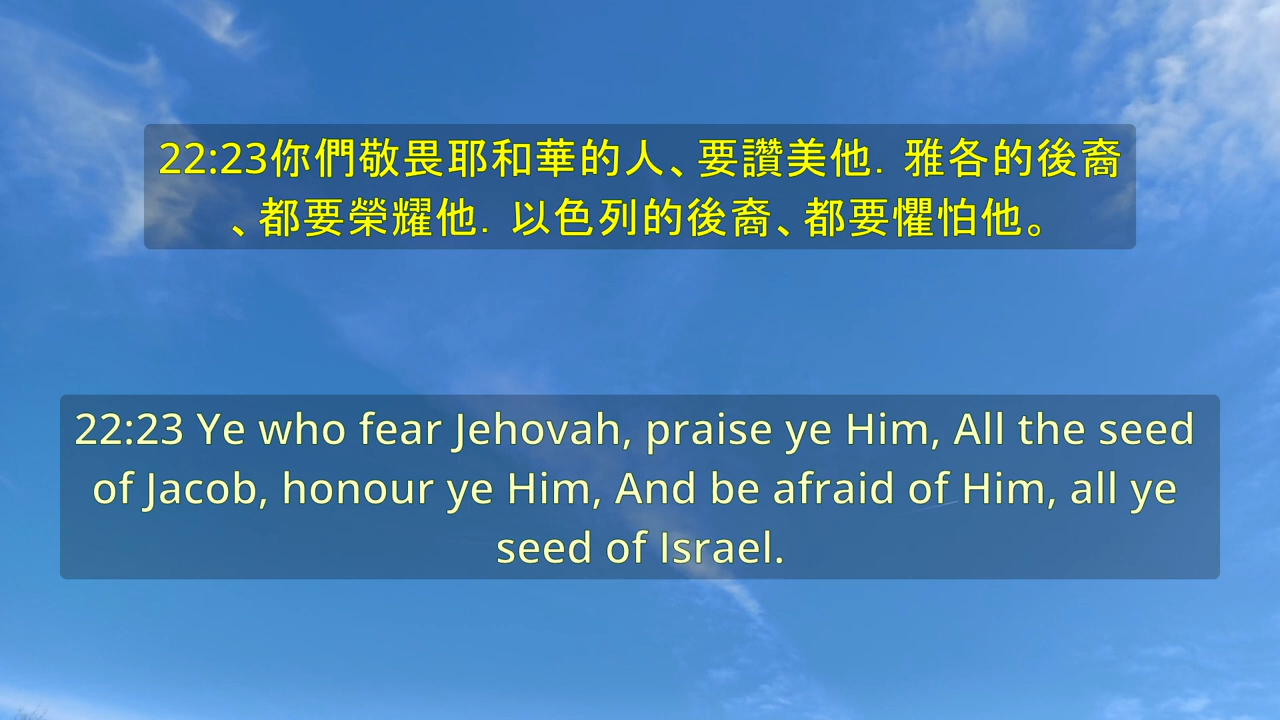 22:23你們敬畏耶和華的人、要讚美他．雅各的後裔
、都要榮耀他．以色列的後裔、都要懼怕他。
22:23 Ye who fear Jehovah, praise ye Him, All the seed
of Jacob, honour ye Him, And be afraid of Him, all ye
seed of Israel.